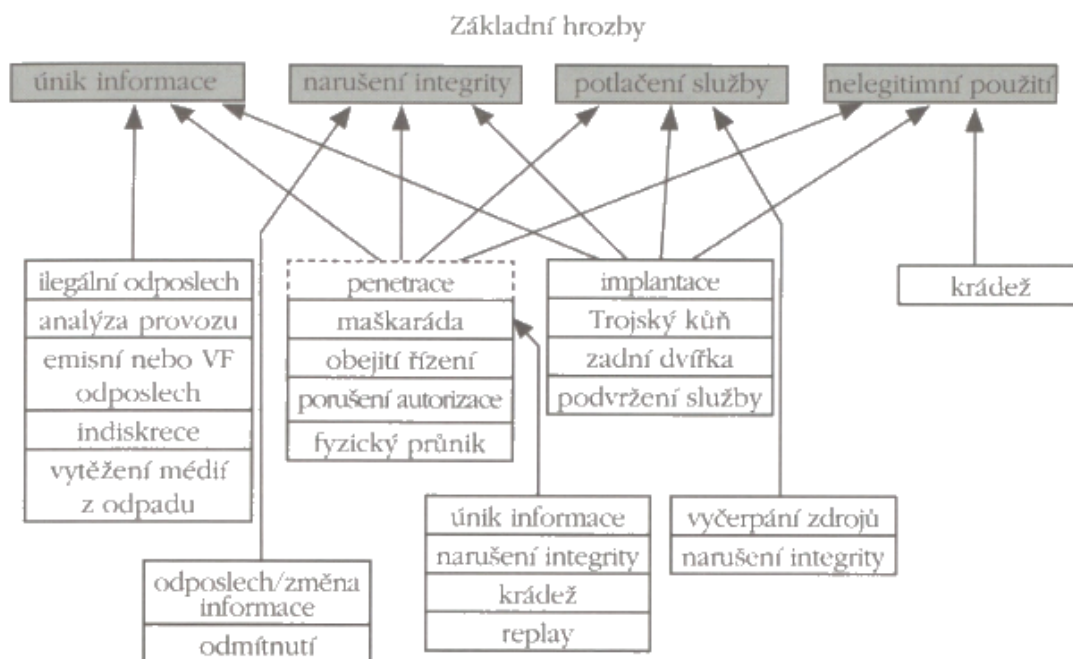 Základní hrozby
únik informace
narušení integrity
potlačení služby
nelegitimní použití
ilegální odposlech
analýza provozu
emisní nebo VF
odposlech
indiskrece
vytěžení médií
z odpadu
penetrace
maškaráda
obejití řízení
porušení autorizace
fyzický průnik
implantace
Trojský kůň
zadní dvířka
podvržení služby
krádež
odposlech/změna
informace
odmítnutí
únik informace
narušení integrity
krádež
replay
vyčerpání zdrojů
narušení integrity